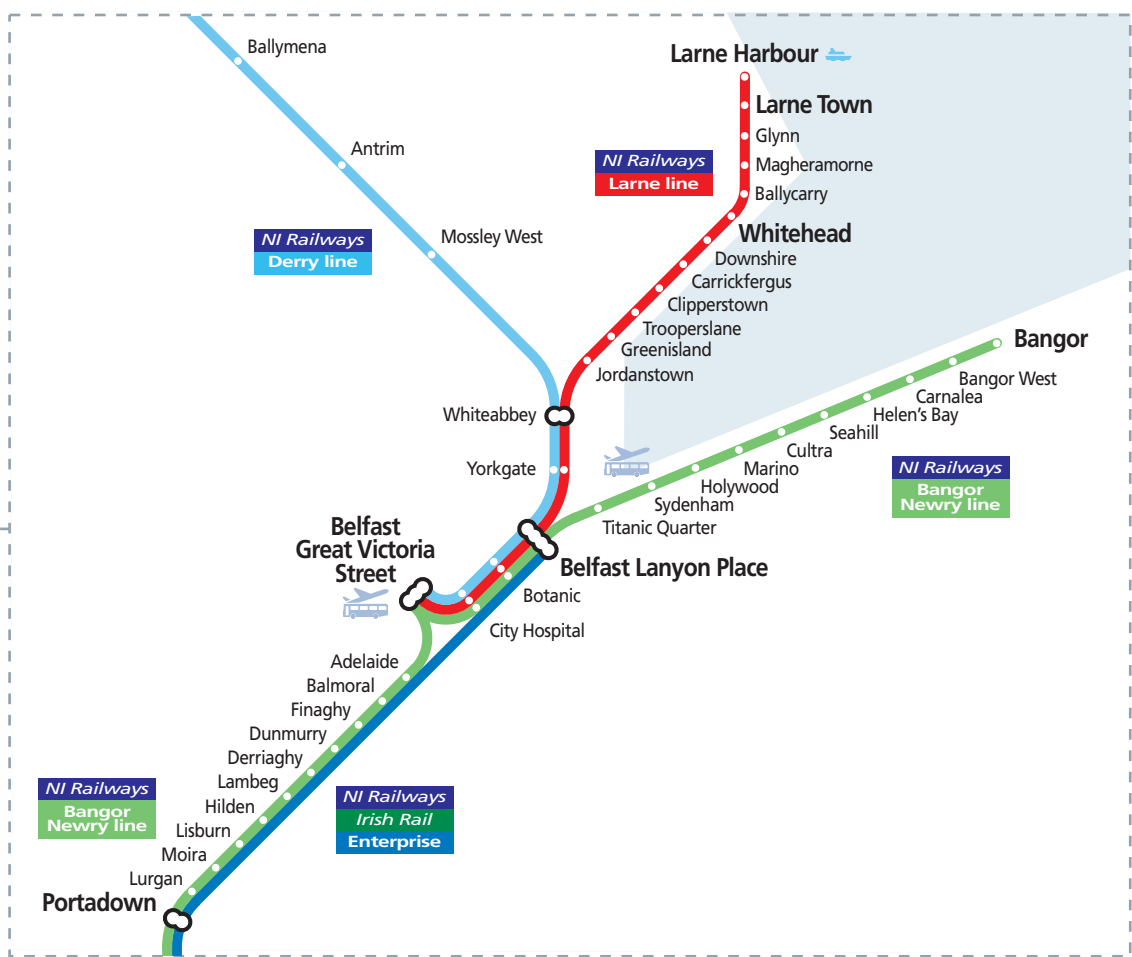 Ballymena
Larne Harbour
Larne Town
Glynn
Antrim
NI Railways
Larne line
Magheramorne
Ballycarry
Mossley West
Whitehead
NI Railways
Derry line
Downshire
Carrickfergus
Clipperstown
Trooperslane
Greenisland
Jordanstown
Bangor
Bangor West
Carnalea
Helen's Bay
Seahill
Cultra
Marino
Holywood
Sydenham
Titanic Quarter
NI Railways
Bangor
Newry line
Whiteabbey
Yorkgate
Belfast
Great Victoria
Street
Belfast Lanyon Place
Botanic
City Hospital
Adelaide
Balmoral
Finaghy
Dunmurry
Derriaghy
Lambeg
Hilden
Lisburn
Moira
Lurgan
Portadown
NI Railways
Bangor
Newry line
NI Railways
Irish Rail
Enterprise